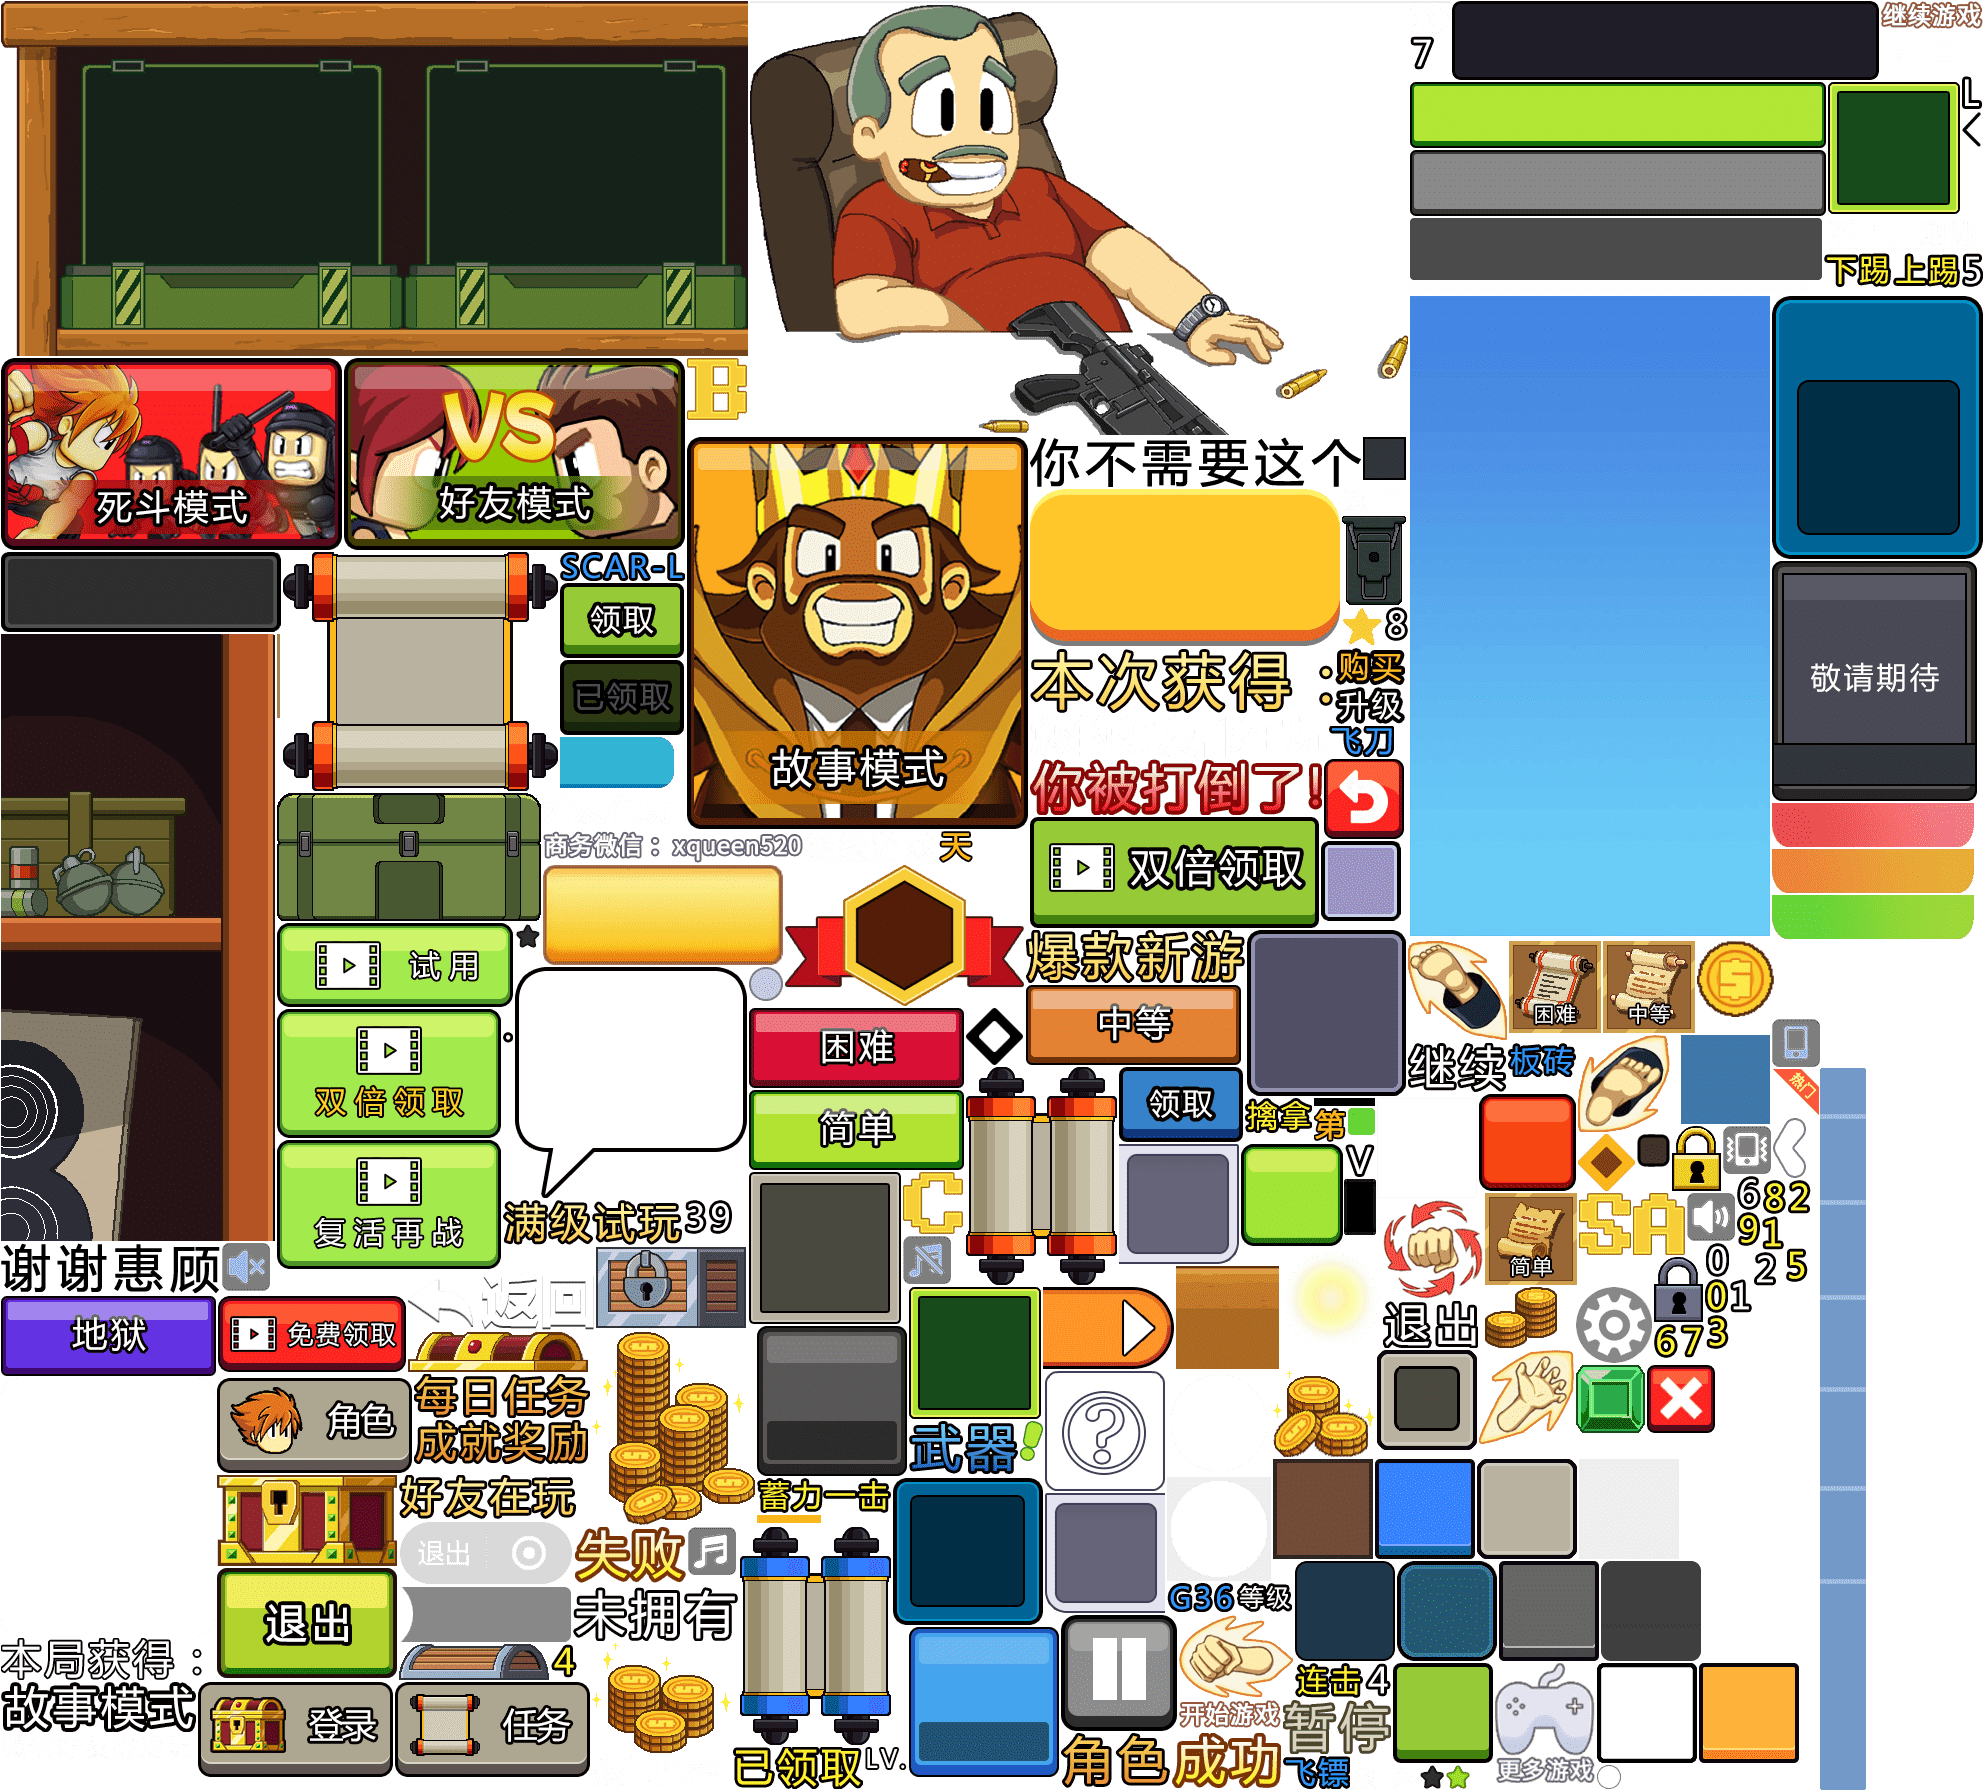 继续游戏
7
L
<
下踢
上踢
5
B
VS
死斗模式
好友模式
你不需要这个
SCAR-L
领取
已领取
8
本次获得：
购买
：升级
飞刀
敬请期待
故事模式
你被打倒了!
商务微信：xqueen520
天
双倍领取
试用
爆款新游
困难
中等
双倍领取
困难
中等
继续
板砖
简单
领取
擒拿
第
热门
V
复活再战
满级试玩
39
C
简单
SA
682
91
0
2
5
01
673
谢谢惠顾
返回
退出
地狱
免费领取
每日任务
成就奖励
角色
武器!
?
好友在玩
蓄力一击
退出
失败
未拥有
G36
等级
退出
本局获得：
4
故事模式
登录
任务
连击
4
开始游戏
暂停
已领取
LV.
角色
成功
飞镖
更多游戏